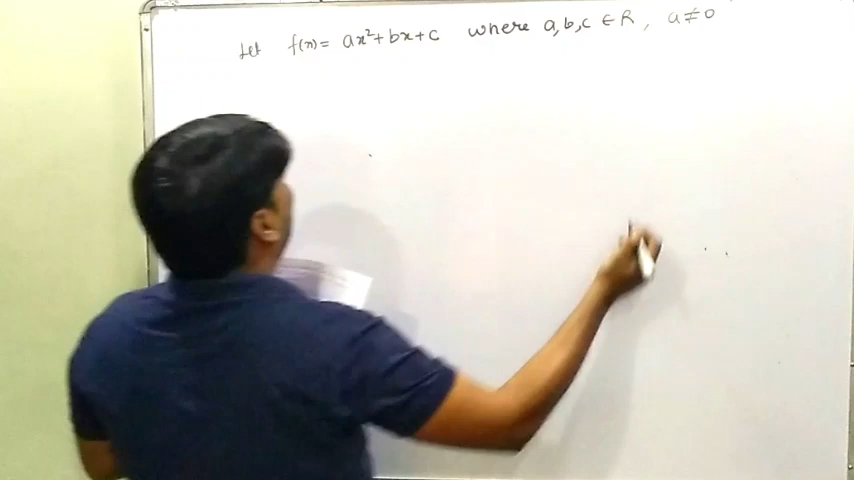 Let f(x) = ax²+bx+c where a,b,c ∈ R, a≠0